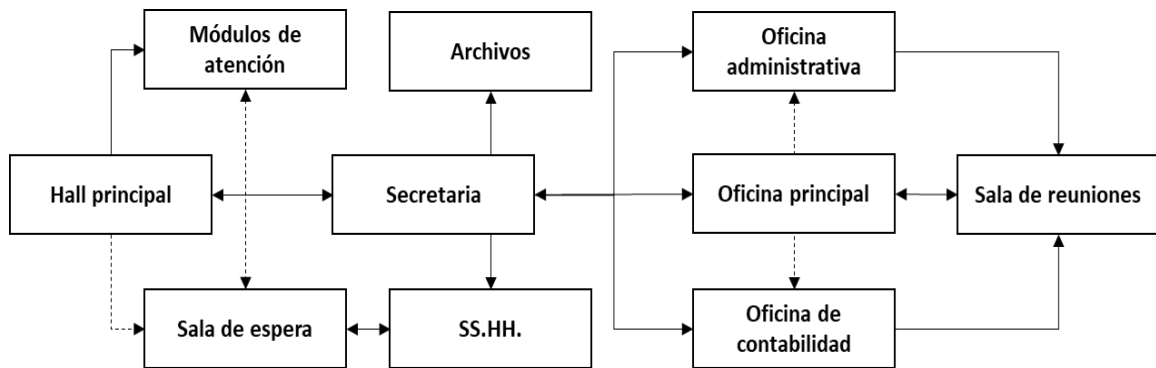 Módulos de
atención
Archivos
Oficina
administrativa
Hall principal
Secretaria
Oficina principal
Sala de reuniones
Sala de espera
SS.HH.
Oficina de
contabilidad